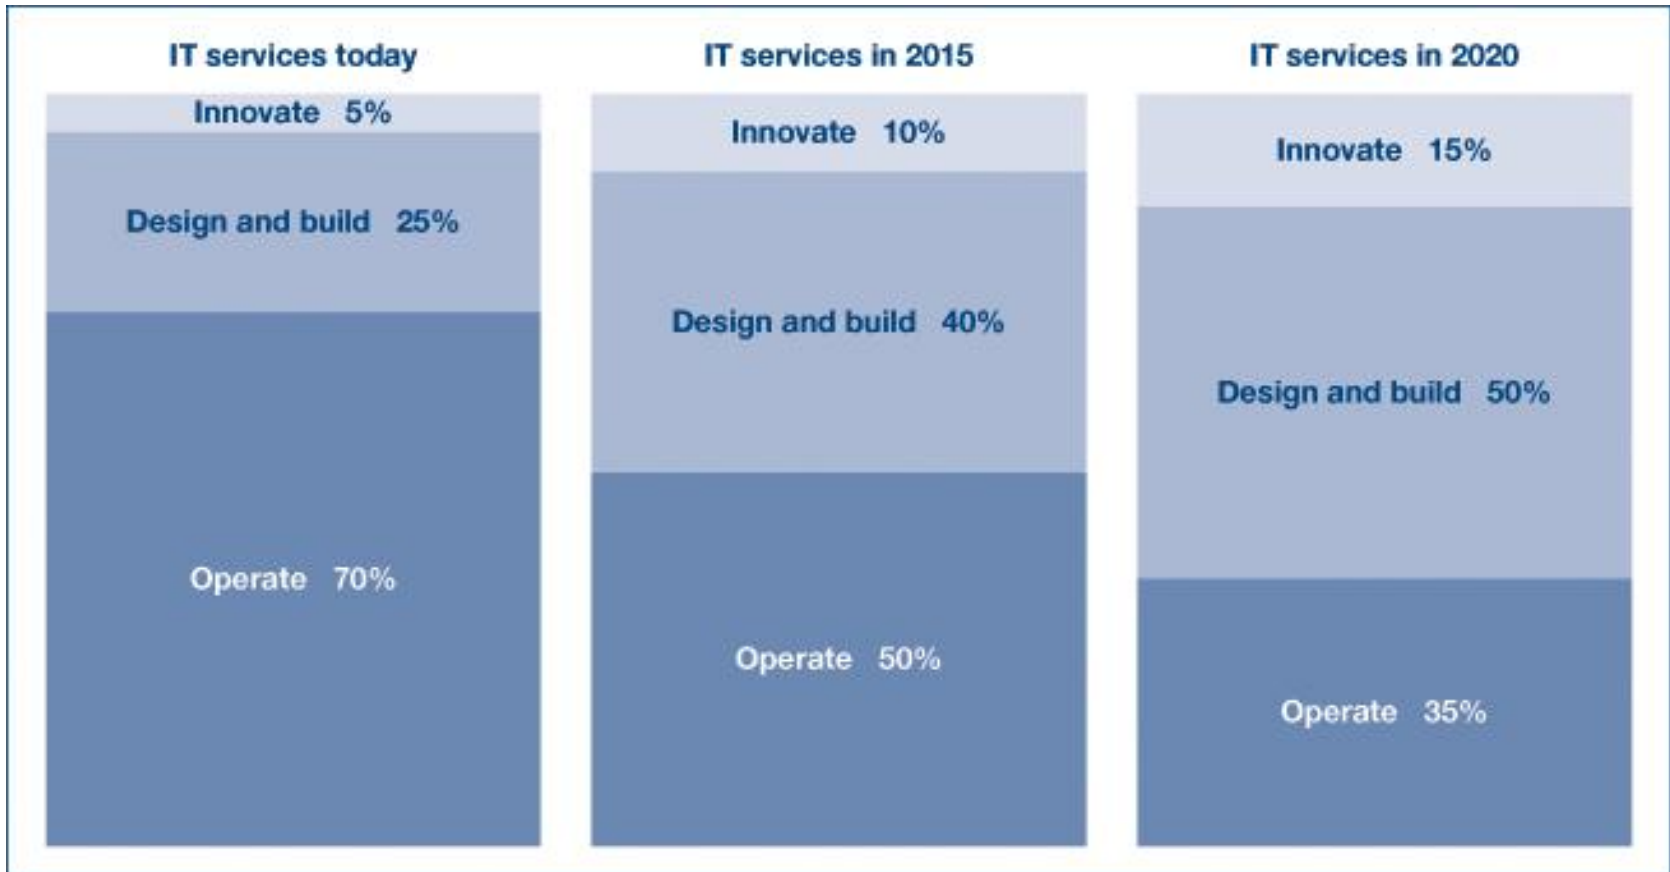 IT services today
Innovate 5%
Design and build 25%
Operate 70%
IT services in 2015
Innovate 10%
Design and build 40%
Operate 50%
IT services in 2020
Innovate 15%
Design and build 50%
Operate 35%